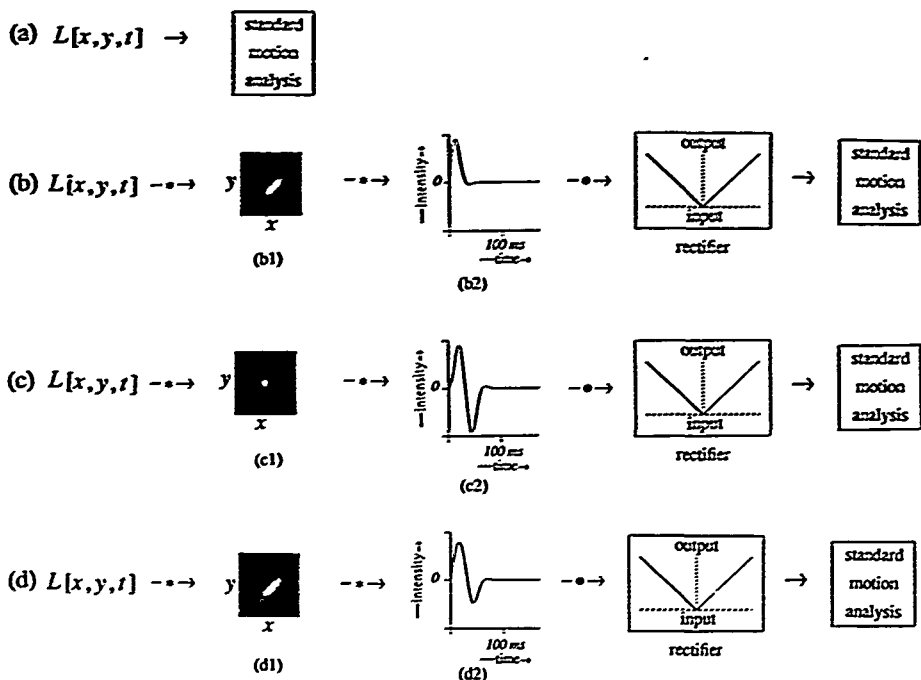 (a) L[x,y,t] →
standard
motion
analysis
(b) L[x,y,t] -*→
y
x
(b1)
-*→
Intensity
0
100 ms
time
(b2)
-•→
output
input
rectifier
→
standard
motion
analysis
(c) L[x,y,t] -*→
y
x
(c1)
-*→
Intensity
0
100 ms
time
(c2)
-•→
output
input
rectifier
→
standard
motion
analysis
(d) L[x,y,t] -*→
y
x
(d1)
-*→
Intensity
0
100 ms
time
(d2)
-•→
output
input
rectifier
→
standard
motion
analysis